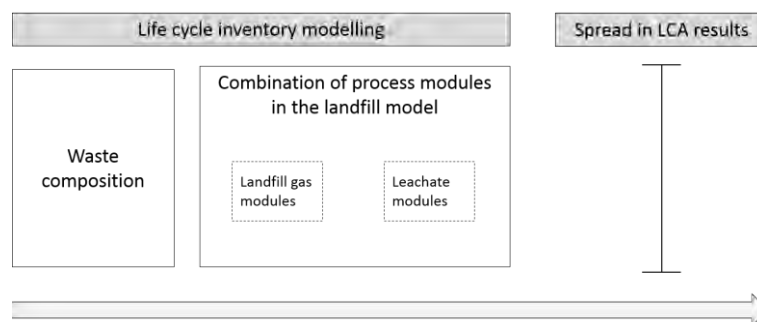 Life cycle inventory modelling
Spread in LCA results
Waste
composition
Combination of process modules
in the landfill model
Landfill gas
modules
Leachate
modules